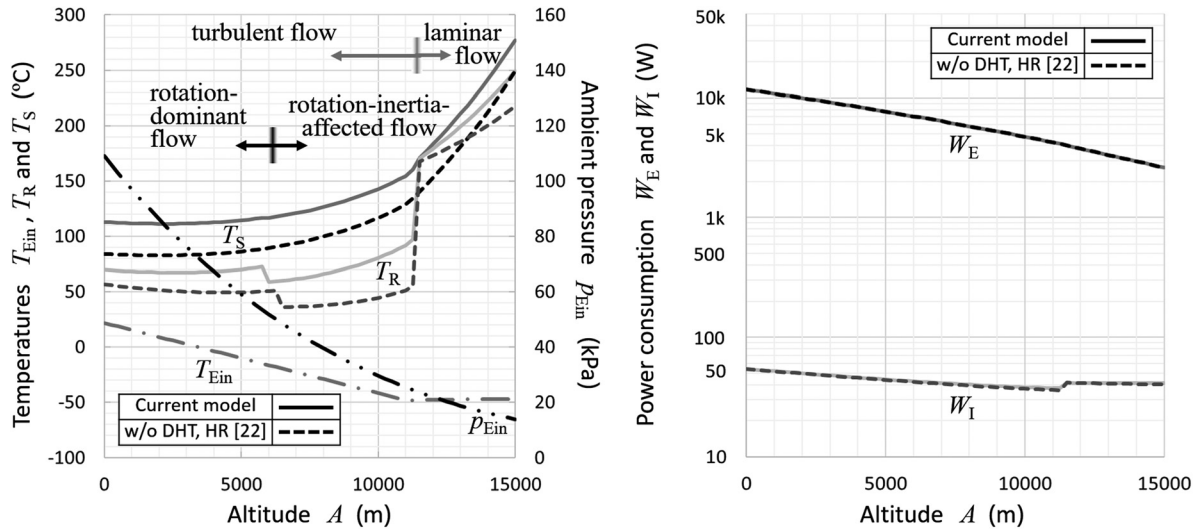 Temperatures T_Ein , T_R and T_S (ºC)
300
250
200
150
100
50
0
-50
-100
160
140
120
100
80
60
40
20
0
Ambient pressure p_Ein (kPa)
turbulent flow
laminar
flow
rotation-
dominant
flow
rotation-inertia-
affected flow
T_S
T_R
T_Ein
p_Ein
Current model
w/o DHT, HR [22]
0
5000
10000
15000
Altitude A (m)
Power consumption W_E and W_I (W)
50k
10k
5k
1k
500
100
50
10
Current model
w/o DHT, HR [22]
W_E
W_I
0
5000
10000
15000
Altitude A (m)